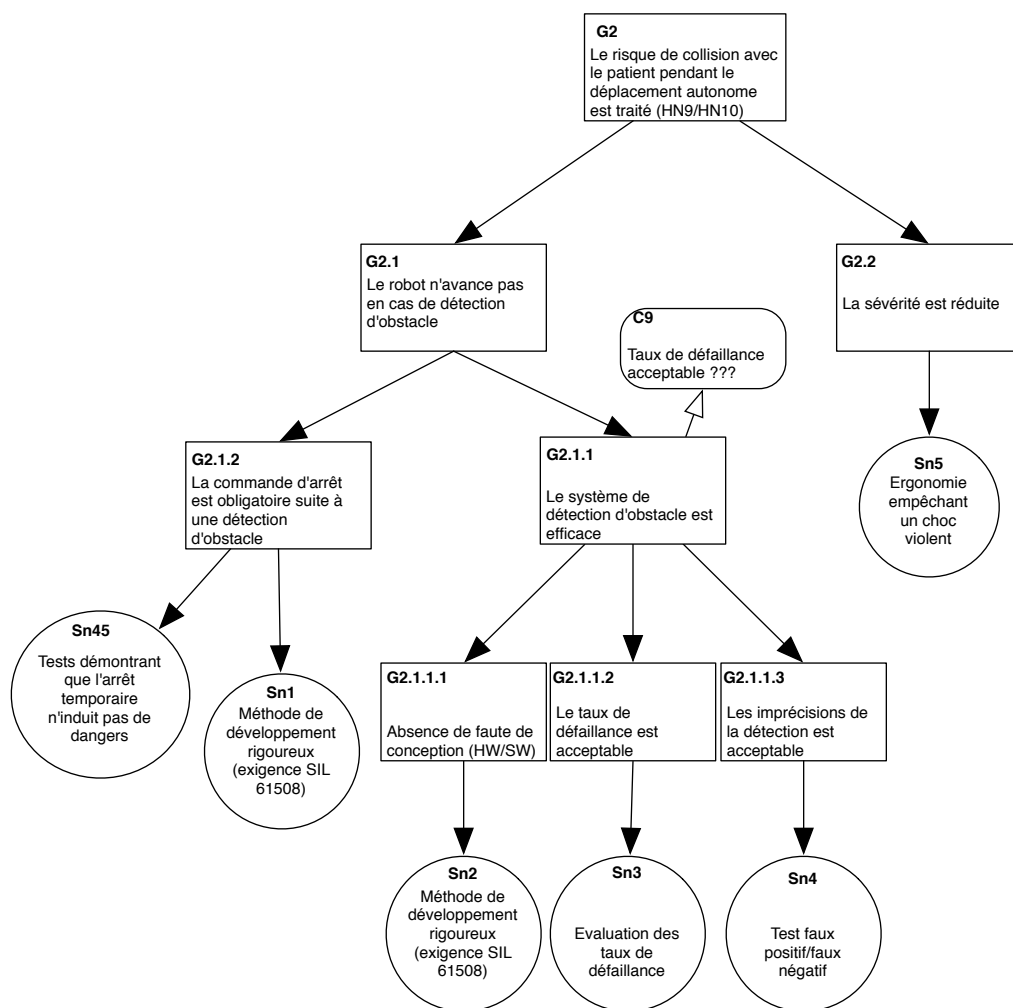 G2
Le risque de collision avec
le patient pendant le
déplacement autonome
est traité (HN9/HN10)
G2.1
Le robot n'avance pas
en cas de détection
d'obstacle
G2.2
La sévérité est réduite
C9
Taux de défaillance
acceptable ???
G2.1.2
La commande d'arrêt
est obligatoire suite à
une détection
d'obstacle
G2.1.1
Le système de
détection d'obstacle est
efficace
Sn5
Ergonomie
empêchant
un choc
violent
Sn45
Tests démontrant
que l'arrêt
temporaire
n'induit pas de
dangers
Sn1
Méthode de
développement
rigoureux
(exigence SIL
61508)
G2.1.1.1
Absence de faute de
conception (HW/SW)
G2.1.1.2
Le taux de
défaillance est
acceptable
G2.1.1.3
Les imprécisions de
la détection est
acceptable
Sn2
Méthode de
développement
rigoureux
(exigence SIL
61508)
Sn3
Evaluation des
taux de
défaillance
Sn4
Test faux
positif/faux
négatif